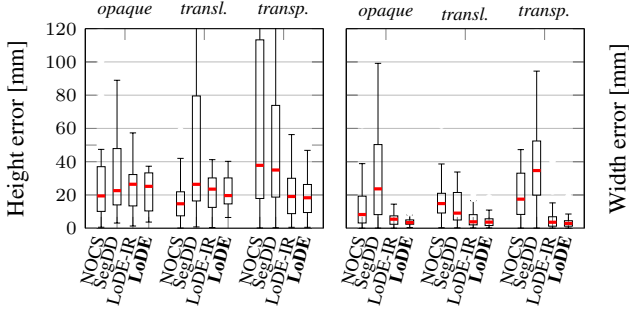 opaque transl. transp. opaque transl. transp.
120
100
80
60
40
20
0
Height error [mm]
Width error [mm]
NOCS SegDD LoDE-IR LoDE NOCS SegDD LoDE-IR LoDE NOCS SegDD LoDE-IR LoDE NOCS SegDD LoDE-IR LoDE NOCS SegDD LoDE-IR LoDE NOCS SegDD LoDE-IR LoDE